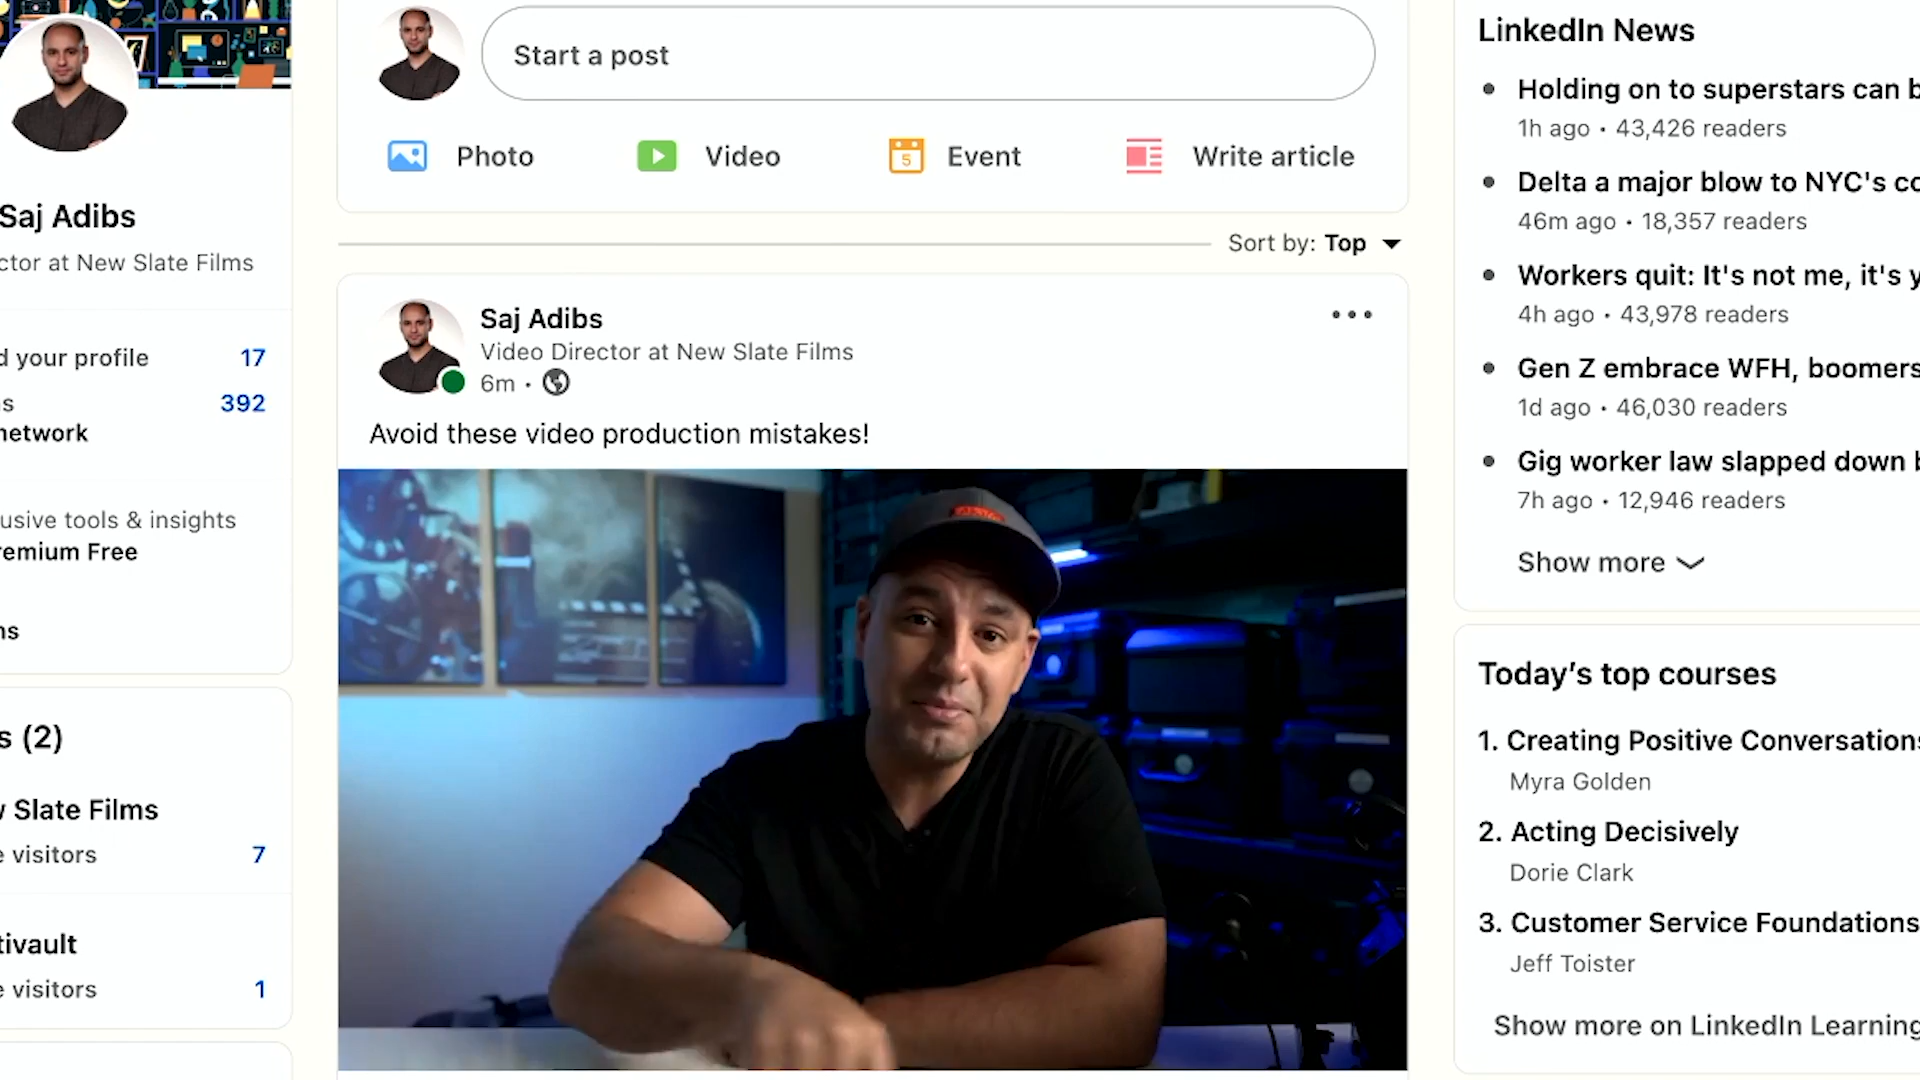 Saj Adibs
ctor at New Slate Films
d your profile 17
s 392
network
usive tools & insights
remium Free
ns
s (2)
w Slate Films
e visitors 7
tivault
e visitors 1
Start a post
Photo Video Event Write article
5
Sort by: Top
Saj Adibs
Video Director at New Slate Films
6m •
Avoid these video production mistakes!
LinkedIn News
Holding on to superstars can b
1h ago • 43,426 readers
Delta a major blow to NYC's co
46m ago • 18,357 readers
Workers quit: It's not me, it's y
4h ago • 43,978 readers
Gen Z embrace WFH, boomers
1d ago • 46,030 readers
Gig worker law slapped down b
7h ago • 12,946 readers
Show more
Today's top courses
1. Creating Positive Conversations
Myra Golden
2. Acting Decisively
Dorie Clark
3. Customer Service Foundations
Jeff Toister
Show more on LinkedIn Learning